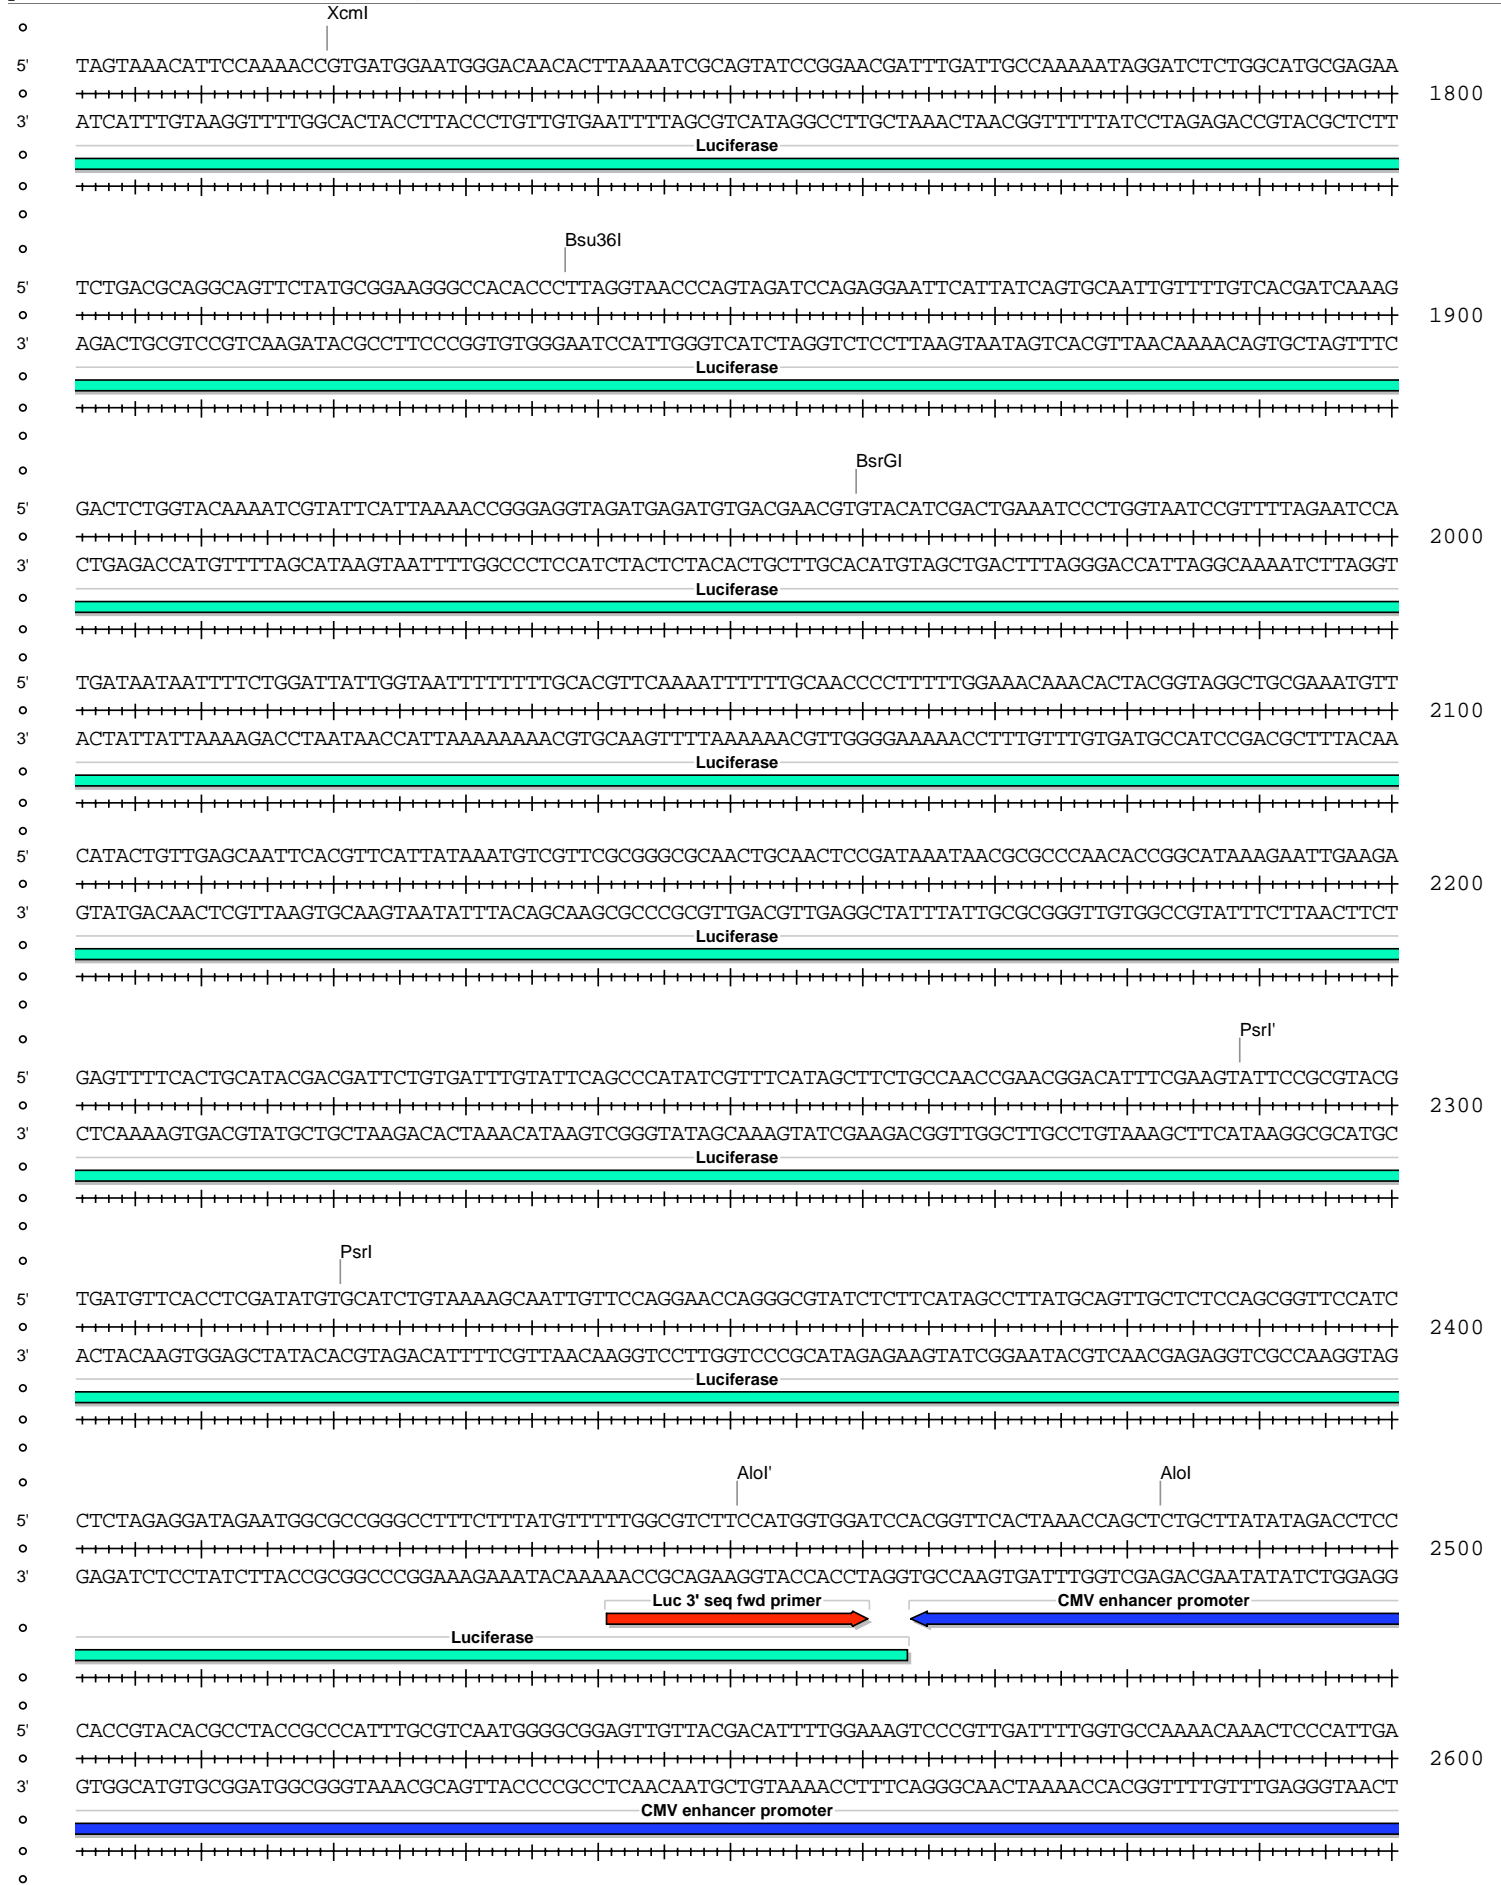 XcmI
5' TAGTAAACATTCCAAAACCGTGATGGAATGGGACAACACTTAAAATCGCAGTATCCGGAACGATTTGATTGCCAAAAATAGGATCTCTGGCATGCGAGAA
1800
3' ATCATTTGTAAGGTTTTGGCACTACCTTACCCTGTTGTGAATTTTAGCGTCATAGGCCTTGCTAAACTAACGGTTTTTATCCTAGAGACCGTACGCTCTT
Luciferase
Bsu36I
5' TCTGACGCAGGCAGTTCTATGCGGAAGGGCCACACCCTTAGGTAACCCAGTAGATCCAGAGGAATTCATTATCAGTGCAATTGTTTTGTCACGATCAAAG
1900
3' AGACTGCGTCCGTCAAGATACGCCTTCCCGGTGTGGGAATCCATTGGGTCATCTAGGTCTCCTTAAGTAATAGTCACGTTAACAAAACAGTGCTAGTTTC
Luciferase
BsrGI
5' GACTCTGGTACAAAATCGTATTCATTAAAACCGGGAGGTAGATGAGATGTGACGAACGTGTACATCGACTGAAATCCCTGGTAATCCGTTTTAGAATCCA
2000
3' CTGAGACCATGTTTTAGCATAAGTAATTTTGGCCCTCCATCTACTCTACACTGCTTGCACATGTAGCTGACTTTAGGGACCATTAGGCAAAATCTTAGGT
Luciferase
5' TGATAATAATTTTCTGGATTATTGGTAATTTTTTTTGCACGTTCAAAATTTTTTGCAACCCCTTTTTGGAAACAAACACTACGGTAGGCTGCGAAATGTT
2100
3' ACTATTATTAAAAGACCTAATAACCATTAAAAAAAACGTGCAAGTTTTAAAAAACGTTGGGGAAAAACCTTTGTTTGTGATGCCATCCGACGCTTTACAA
Luciferase
5' CATACTGTTGAGCAATTCACGTTCATTATAAATGTCGTTCGCGGGCGCAACTGCAACTCCGATAAATAACGCGCCCAACACCGGCATAAAGAATTGAAGA
2200
3' GTATGACAACTCGTTAAGTGCAAGTAATATTTACAGCAAGCGCCCGCGTTGACGTTGAGGCTATTTATTGCGCGGGTTGTGGCCGTATTTCTTAACTTCT
Luciferase
PsrI'
5' GAGTTTTCACTGCATACGACGATTCTGTGATTTGTATTCAGCCCATATCGTTTCATAGCTTCTGCCAACCGAACGGACATTTCGAAGTATTCCGCGTACG
2300
3' CTCAAAAGTGACGTATGCTGCTAAGACACTAAACATAAGTCGGGTATAGCAAAGTATCGAAGACGGTTGGCTTGCCTGTAAAGCTTCATAAGGCGCATGC
Luciferase
PsrI
5' TGATGTTCACCTCGATATGTGCATCTGTAAAAGCAATTGTTCCAGGAACCAGGGCGTATCTCTTCATAGCCTTATGCAGTTGCTCTCCAGCGGTTCCATC
2400
3' ACTACAAGTGGAGCTATACACGTAGACATTTTCGTTAACAAGGTCCTTGGTCCCGCATAGAGAAGTATCGGAATACGTCAACGAGAGGTCGCCAAGGTAG
Luciferase
AloI' AloI
5' CTCTAGAGGATAGAATGGCGCCGGGCCTTTCTTTATGTTTTTGGCGTCTTCCATGGTGGATCCACGGTTCACTAAACCAGCTCTGCTTATATAGACCTCC
2500
3' GAGATCTCCTATCTTACCGCGGCCCGGAAAGAAATACAAAAACCGCAGAAGGTACCACCTAGGTGCCAAGTGATTTGGTCGAGACGAATATATCTGGAGG
Luc 3' seq fwd primer CMV enhancer promoter
Luciferase
5' CACCGTACACGCCTACCGCCCATTTGCGTCAATGGGGCGGAGTTGTTACGACATTTTGGAAAGTCCCGTTGATTTTGGTGCCAAAACAAACTCCCATTGA
2600
3' GTGGCATGTGCGGATGGCGGGTAAACGCAGTTACCCCGCCTCAACAATGCTGTAAAACCTTTCAGGGCAACTAAAACCACGGTTTTGTTTGAGGGTAACT
CMV enhancer promoter